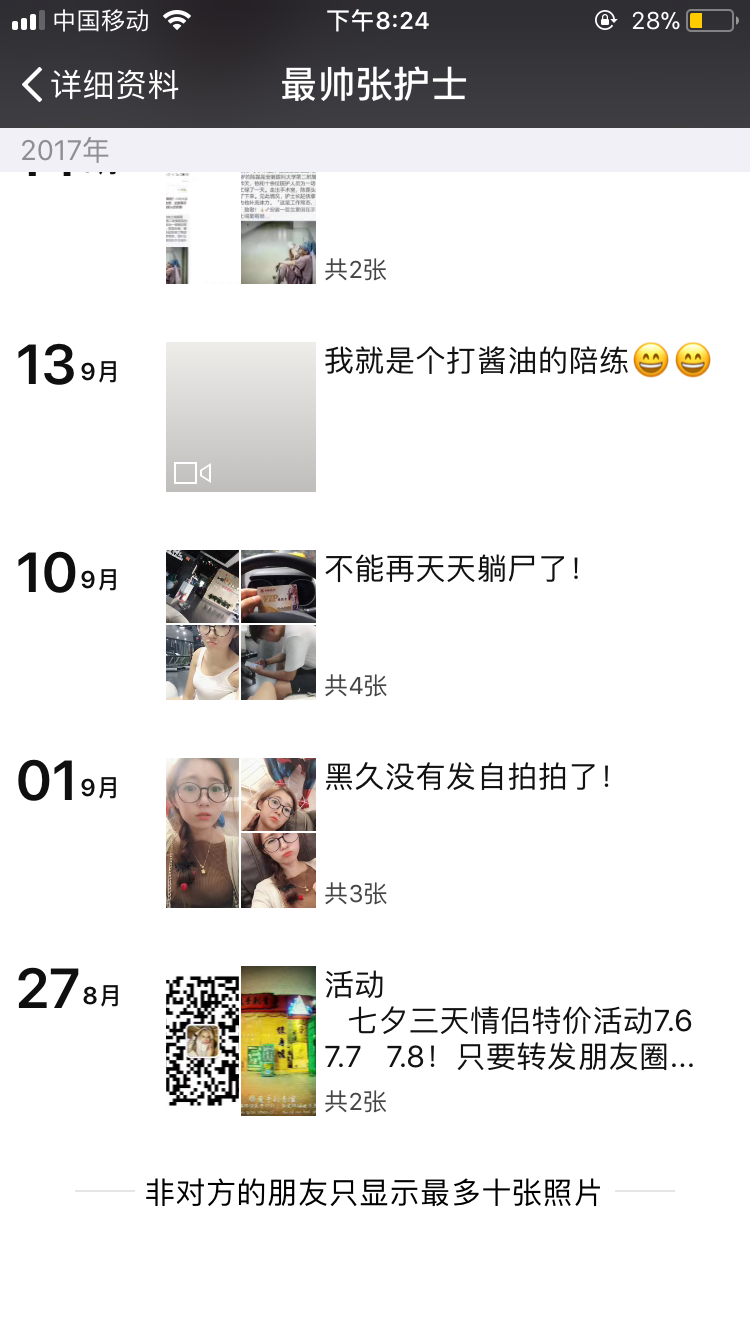 中国移动
下午8:24
28%
详细资料
最帅张护士
2017年
共2张
13 9月
我就是个打酱油的陪练😄😄
10 9月
不能再天天躺尸了！
共4张
01 9月
黑久没有发自拍拍了！
共3张
27 8月
活动
七夕三天情侣特价活动7.6
7.7 7.8！只要转发朋友圈...
共2张
非对方的朋友只显示最多十张照片